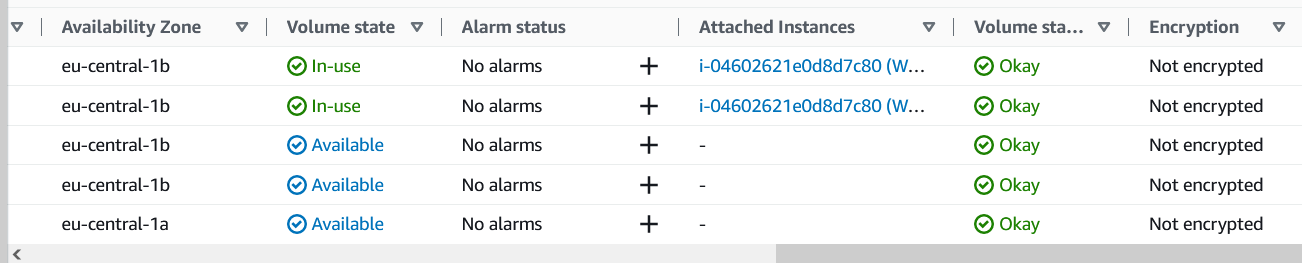 Availability Zone Volume state Alarm status Attached Instances Volume sta... Encryption
eu-central-1b In-use No alarms + i-04602621e0d8d7c80 (W... Okay Not encrypted
eu-central-1b In-use No alarms + i-04602621e0d8d7c80 (W... Okay Not encrypted
eu-central-1b Available No alarms + - Okay Not encrypted
eu-central-1b Available No alarms + - Okay Not encrypted
eu-central-1a Available No alarms + - Okay Not encrypted